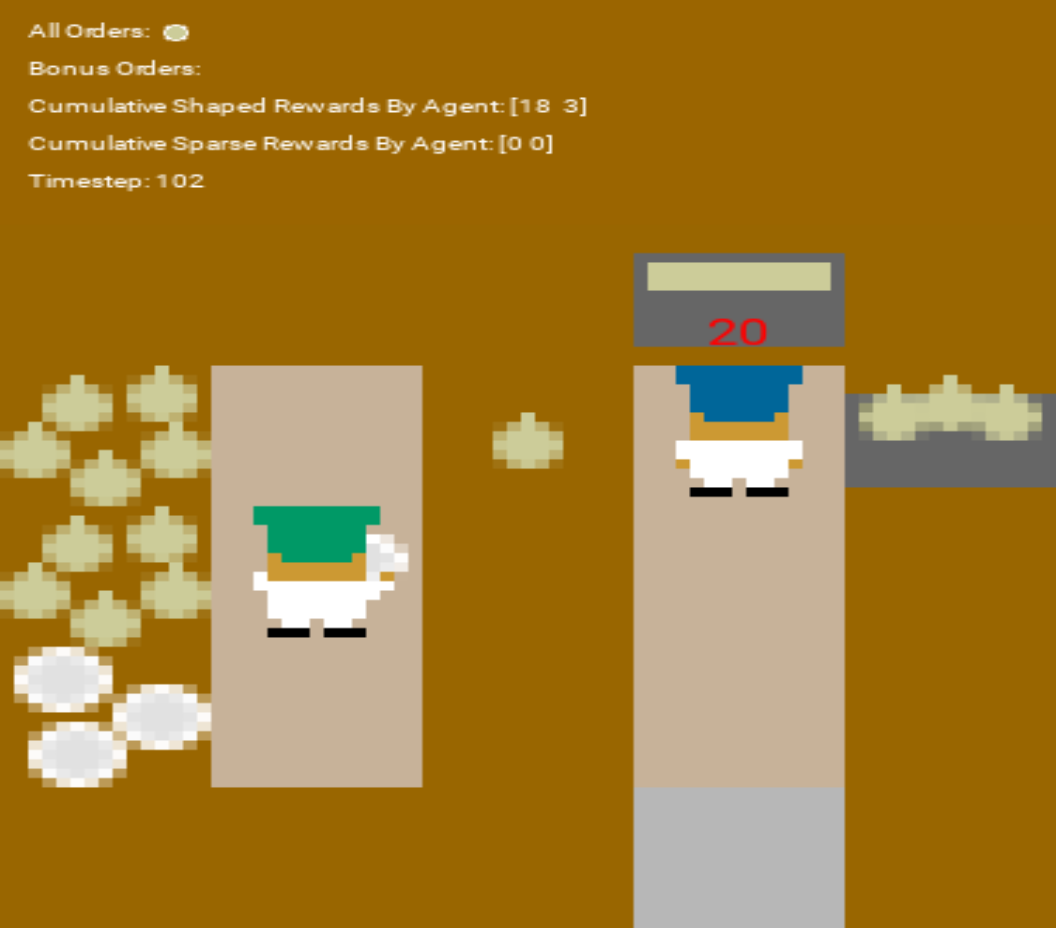 All Orders:
Bonus Orders:
Cumulative Shaped Rewards By Agent: [18 3]
Cumulative Sparse Rewards By Agent: [0 0]
Timestep: 102
20